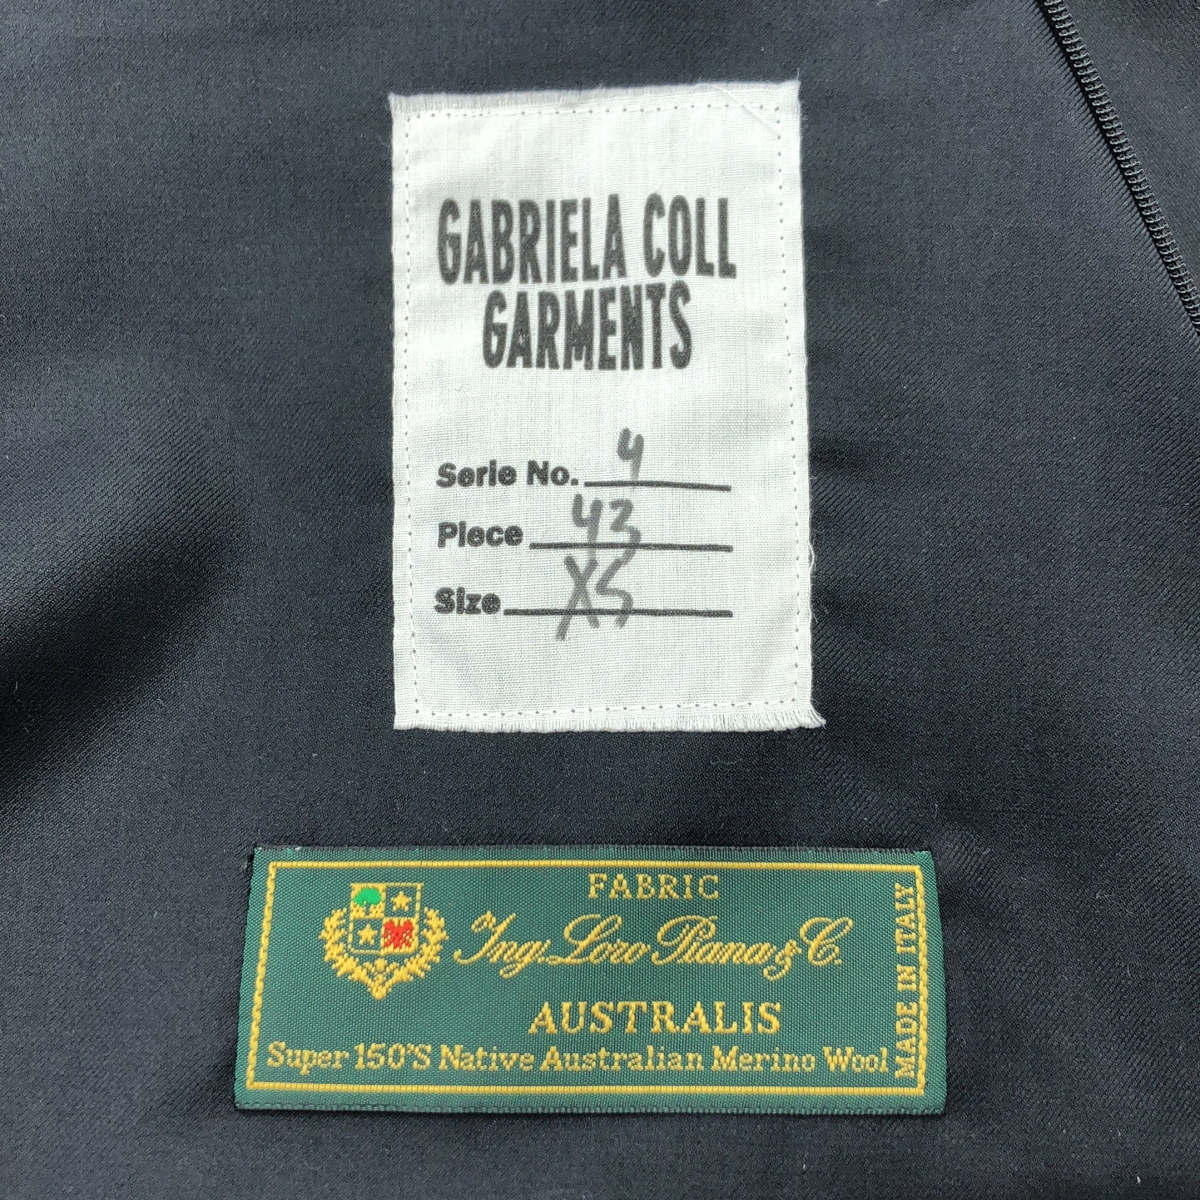 GABRIELA COLL
GARMENTS
Serie No. 4
Piece 43
Size XS
FABRIC
Ing. Loro Piana & C.
AUSTRALIS
Super 150'S Native Australian Merino Wool
MADE IN ITALY